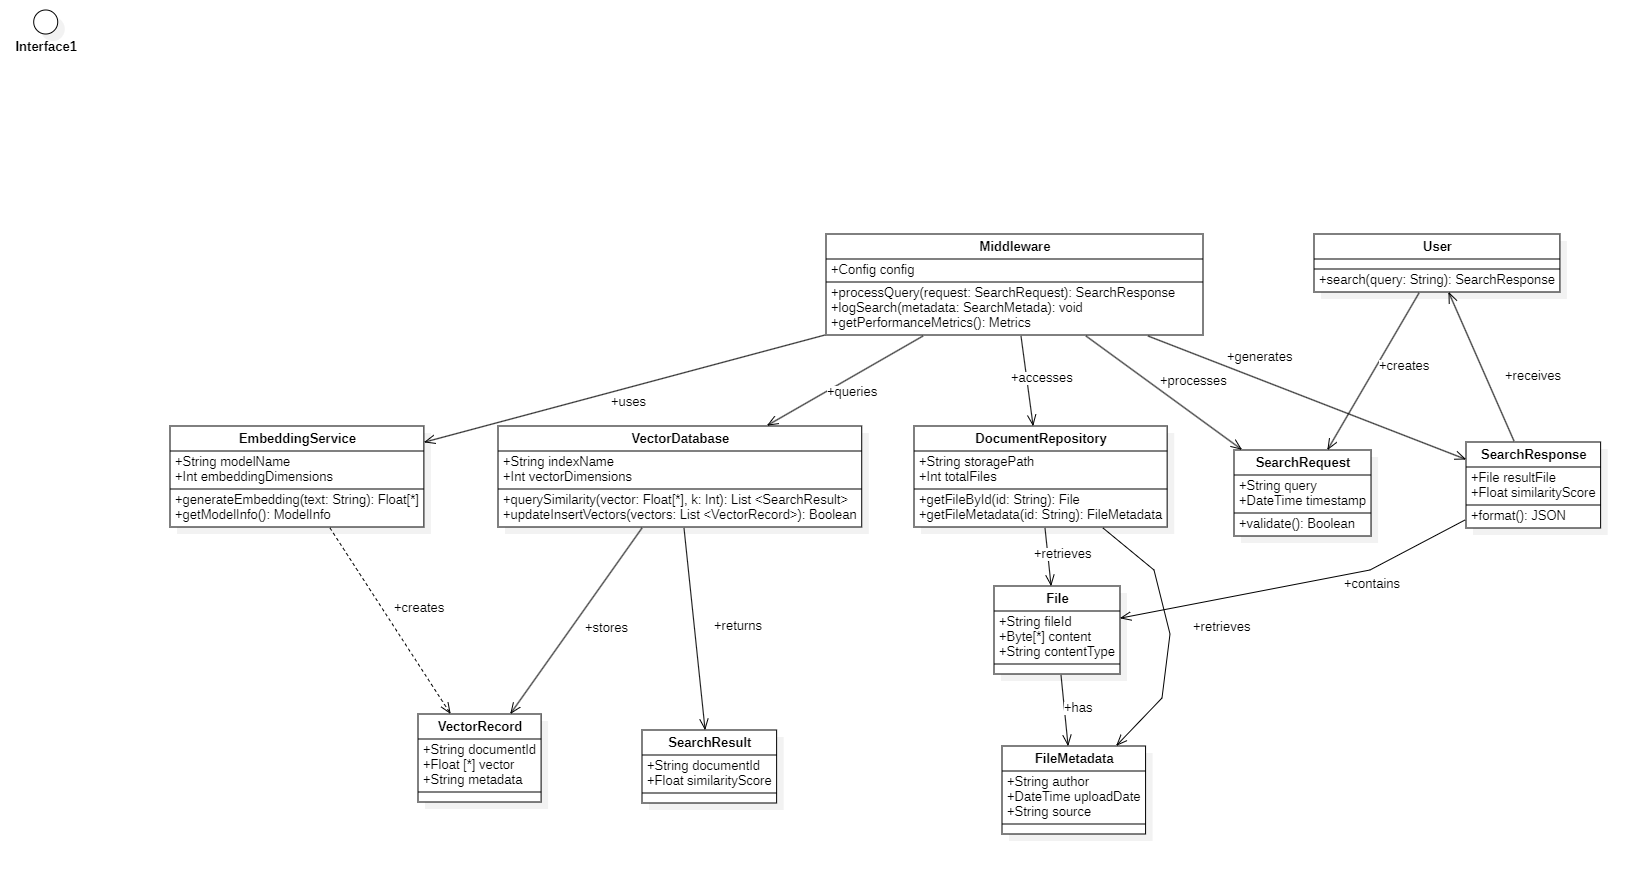 Interface1
Middleware
+Config config
+processQuery(request: SearchRequest): SearchResponse
+logSearch(metadata: SearchMetada): void
+getPerformanceMetrics(): Metrics
User
+search(query: String): SearchResponse
+generates
+creates
+receives
+accesses
+processes
+queries
+uses
EmbeddingService
+String modelName
+Int embeddingDimensions
+generateEmbedding(text: String): Float[*]
+getModelInfo(): ModelInfo
VectorDatabase
+String indexName
+Int vectorDimensions
+querySimilarity(vector: Float[*], k: Int): List <SearchResult>
+updateInsertVectors(vectors: List <VectorRecord>): Boolean
DocumentRepository
+String storagePath
+Int totalFiles
+getFileById(id: String): File
+getFileMetadata(id: String): FileMetadata
SearchRequest
+String query
+DateTime timestamp
+validate(): Boolean
SearchResponse
+File resultFile
+Float similarityScore
+format(): JSON
+retrieves
+contains
+creates
+stores
+returns
+retrieves
File
+String fileId
+Byte[*] content
+String contentType
+has
VectorRecord
+String documentId
+Float [*] vector
+String metadata
SearchResult
+String documentId
+Float similarityScore
FileMetadata
+String author
+DateTime uploadDate
+String source